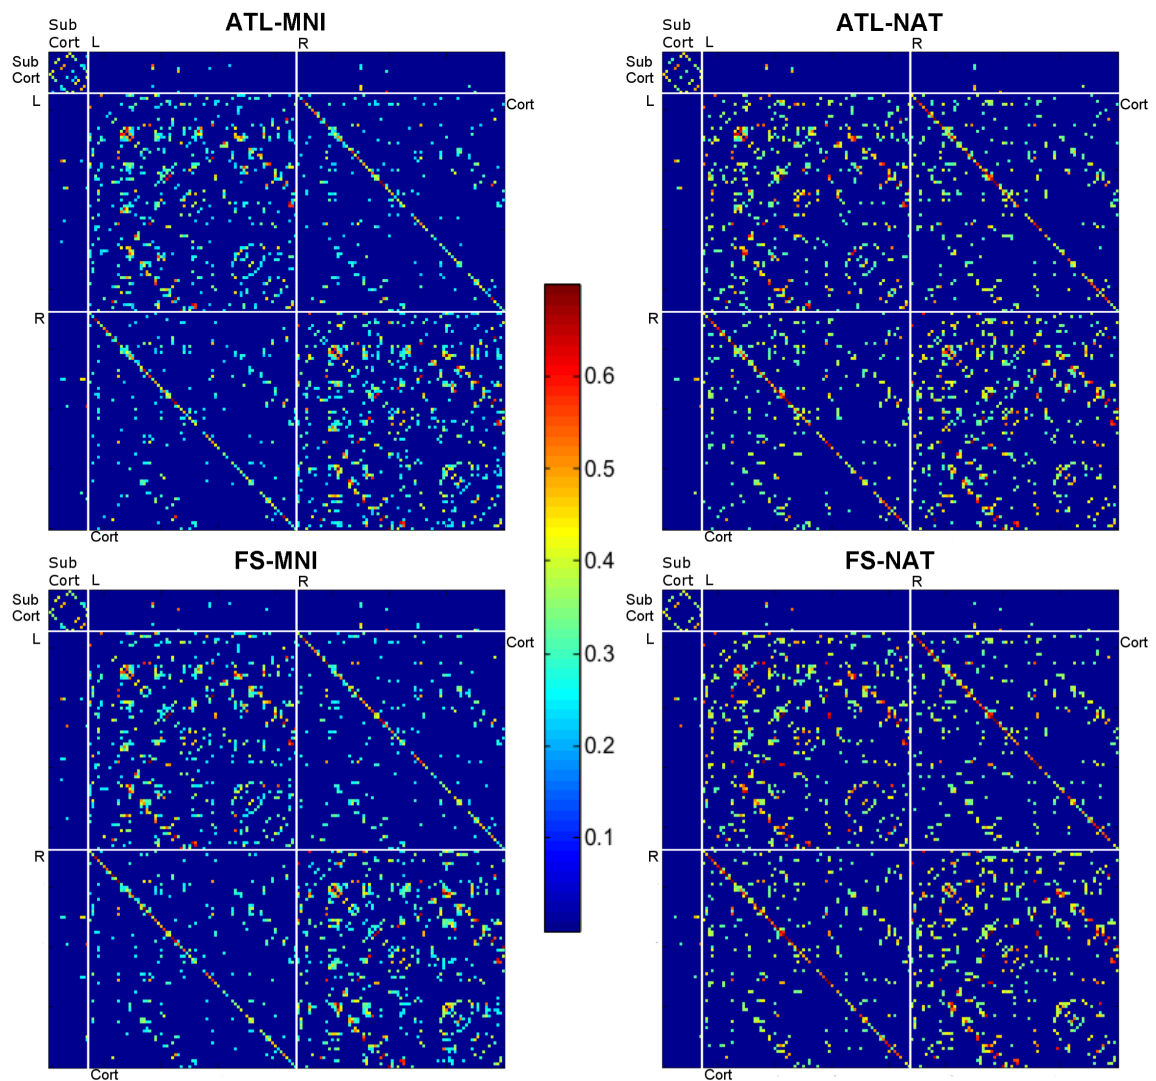 ATL-MNI
Sub
Cort L
R
Sub
Cort
L
Cort
R
Cort
ATL-NAT
Sub
Cort L
R
Sub
Cort
L
Cort
R
Cort
0.6
0.5
0.4
0.3
0.2
0.1
FS-MNI
Sub
Cort L
R
Sub
Cort
L
Cort
R
Cort
FS-NAT
Sub
Cort L
R
Sub
Cort
L
Cort
R
Cort